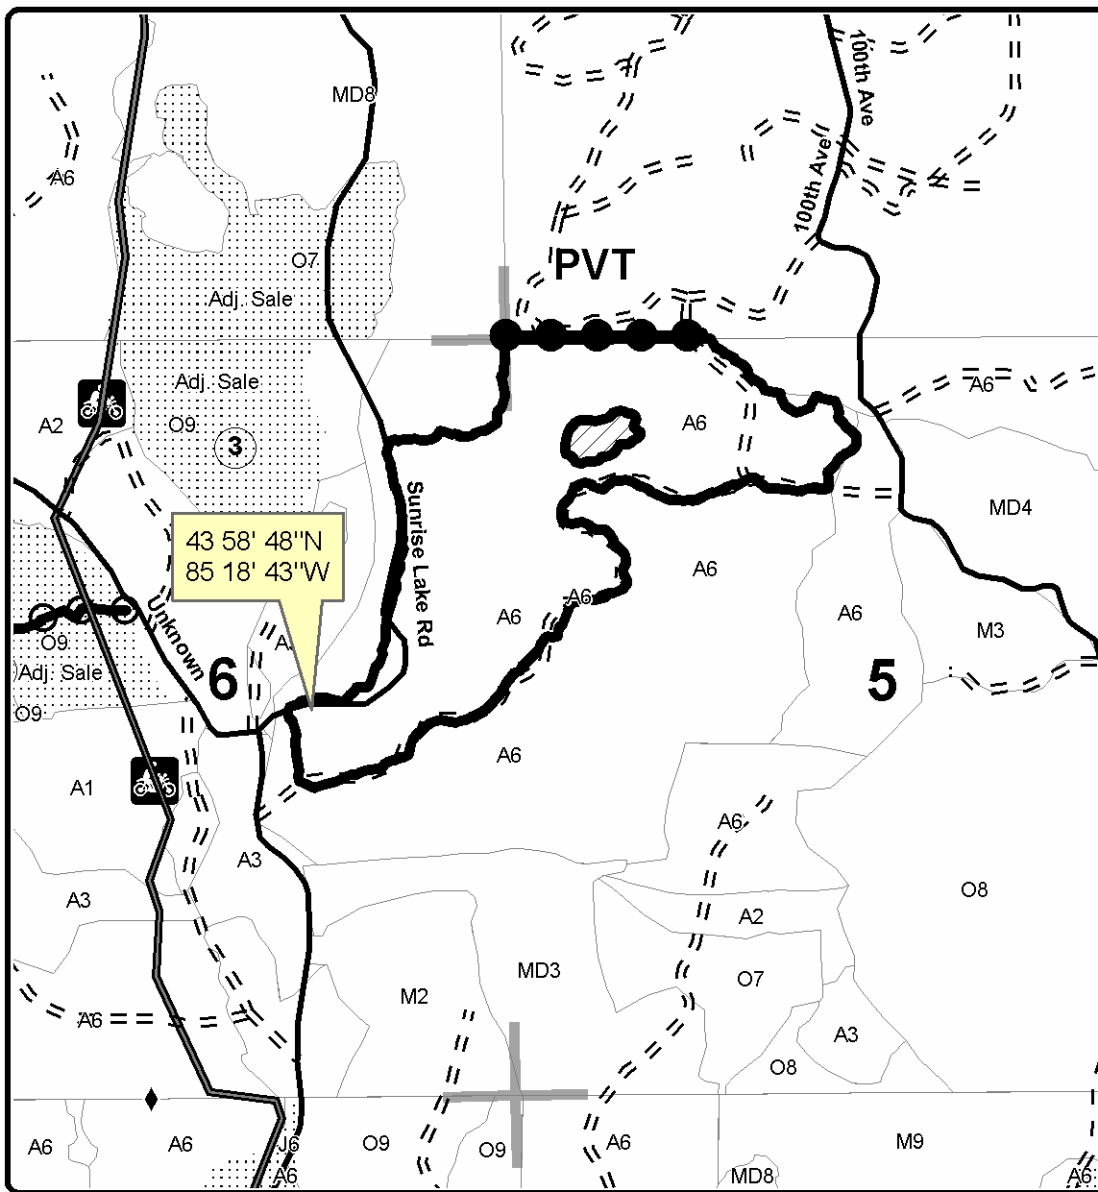 100th Ave
MD8
100th Ave
A6
O7
PVT
Adj. Sale
Adj. Sale
A6
A2
O9
A6
3
Sunrise Lake Rd
MD4
43 58' 48"N
85 18' 43"W
A6
Unknown
A6
A6
A6
M3
O9
Adj. Sale
6
5
O9
A6
A1
A6
A3
A3
O8
A2
MD3
O7
M2
A6
A3
O8
A6
A6
J6
O9
O9
A6
M9
A6
MD8
A6